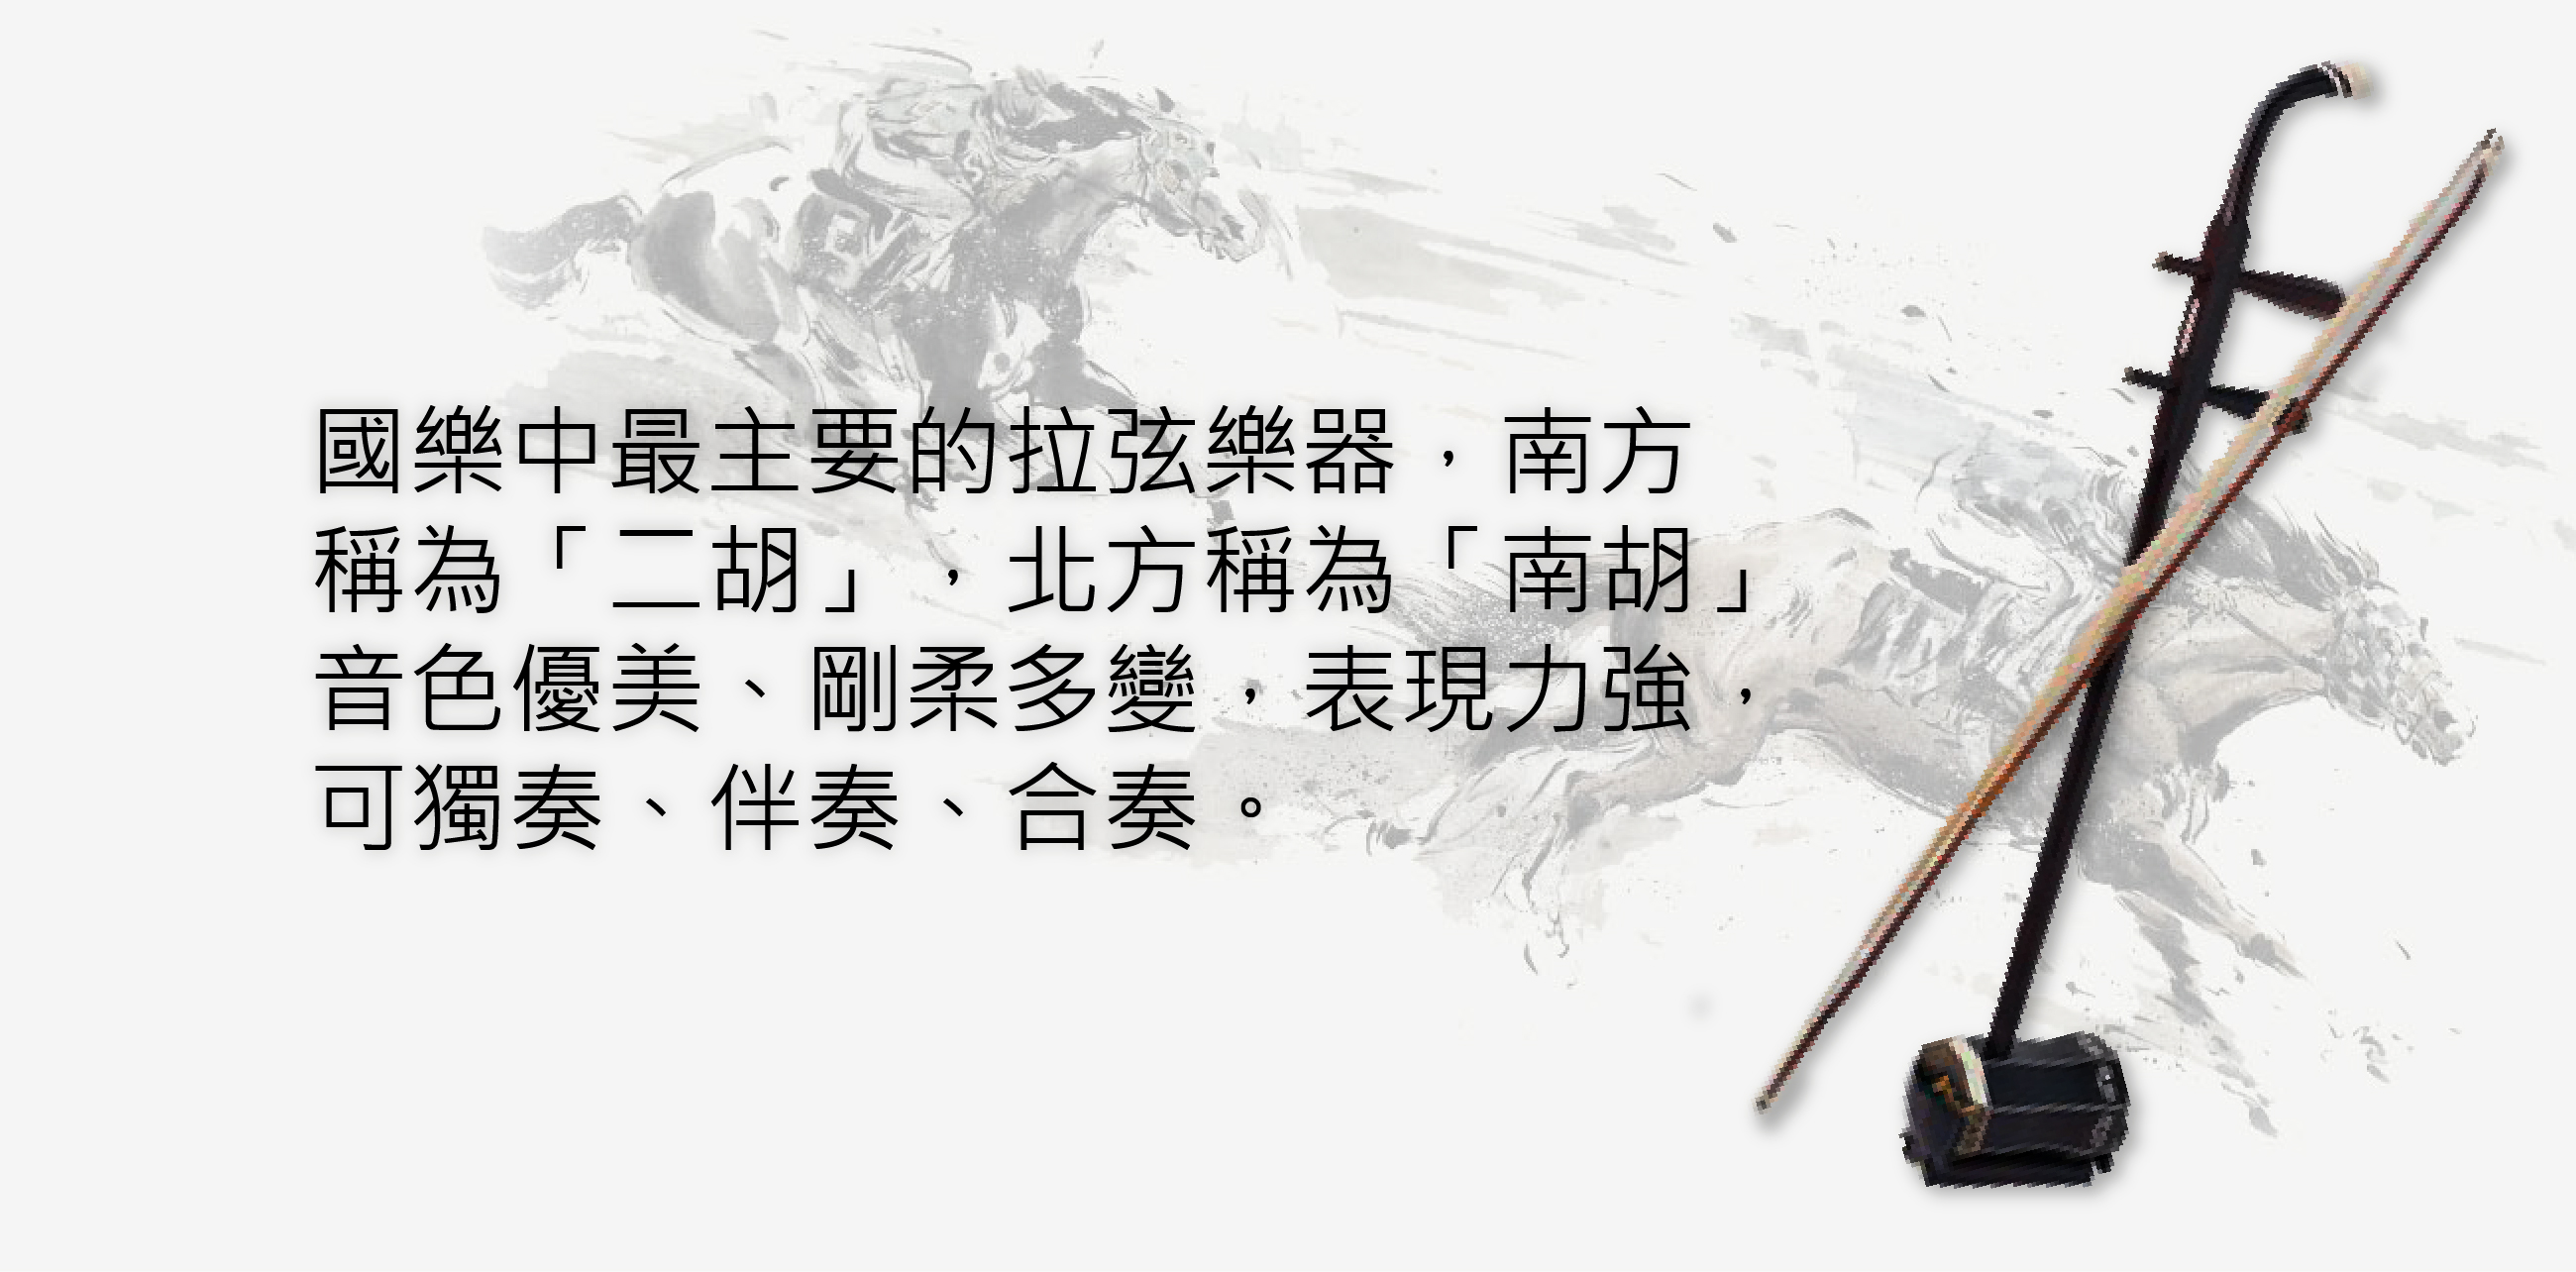 國樂中最主要的拉弦樂器，南方
稱為「二胡」，北方稱為「南胡」
音色優美、剛柔多變，表現力強，
可獨奏、伴奏、合奏。